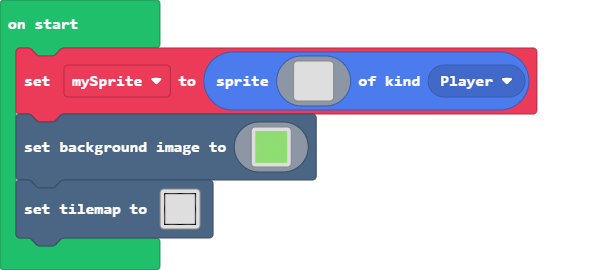 on start
set mySprite to sprite of kind Player
set background image to
set tilemap to